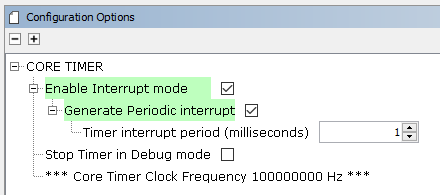 Configuration Options
CORE TIMER
Enable Interrupt mode
Generate Periodic interrupt
Timer interrupt period (milliseconds) 1
Stop Timer in Debug mode
*** Core Timer Clock Frequency 100000000 Hz ***